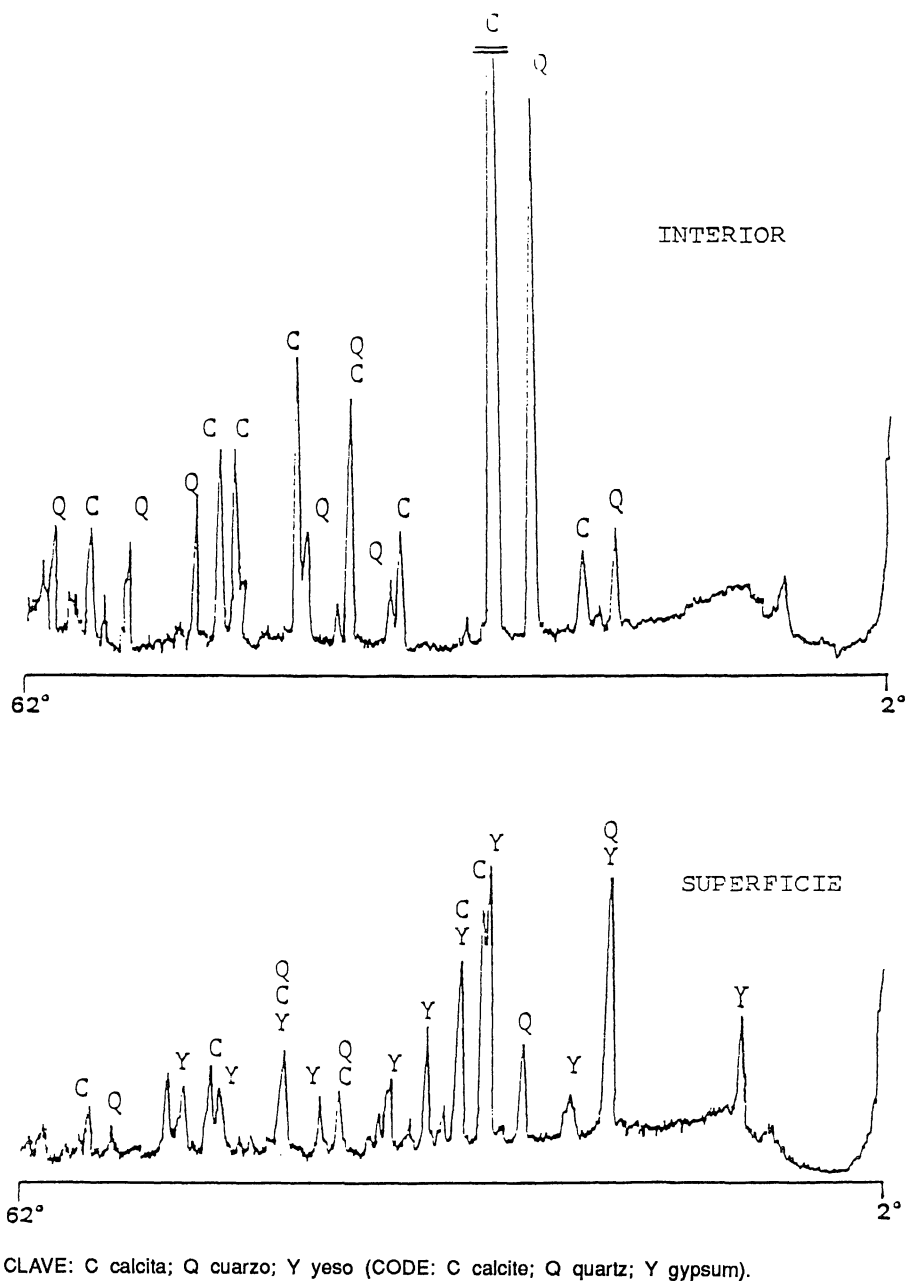 C
Q
INTERIOR
C
Q
C
C C
Q C Q Q Q Q C C Q
62° 2°
Y
Q
Y
C
SUPERFICIE
C
Y
Q
C
Y
Y
Y
Q
C Q Y C Y Y Q
C
Y Y
62° 2°
CLAVE: C calcita; Q cuarzo; Y yeso (CODE: C calcite; Q quartz; Y gypsum).